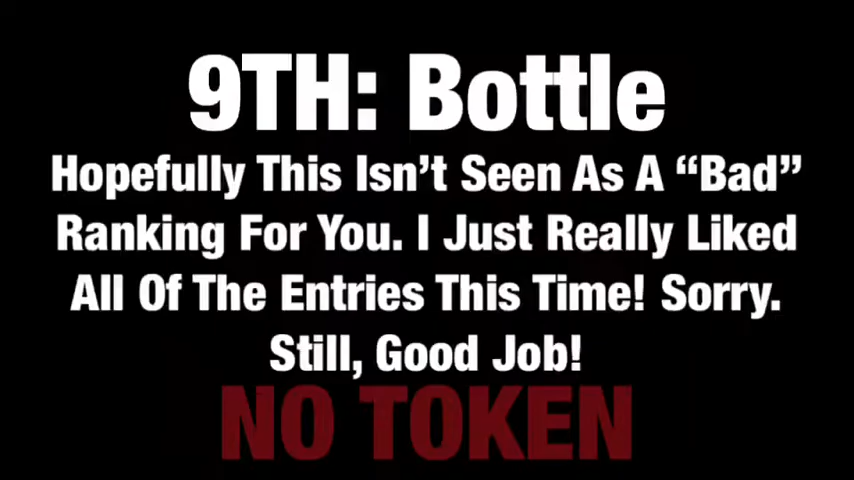 9TH: Bottle
Hopefully This Isn’t Seen As A “Bad”
Ranking For You. I Just Really Liked
All Of The Entries This Time! Sorry.
Still, Good Job!
NO TOKEN